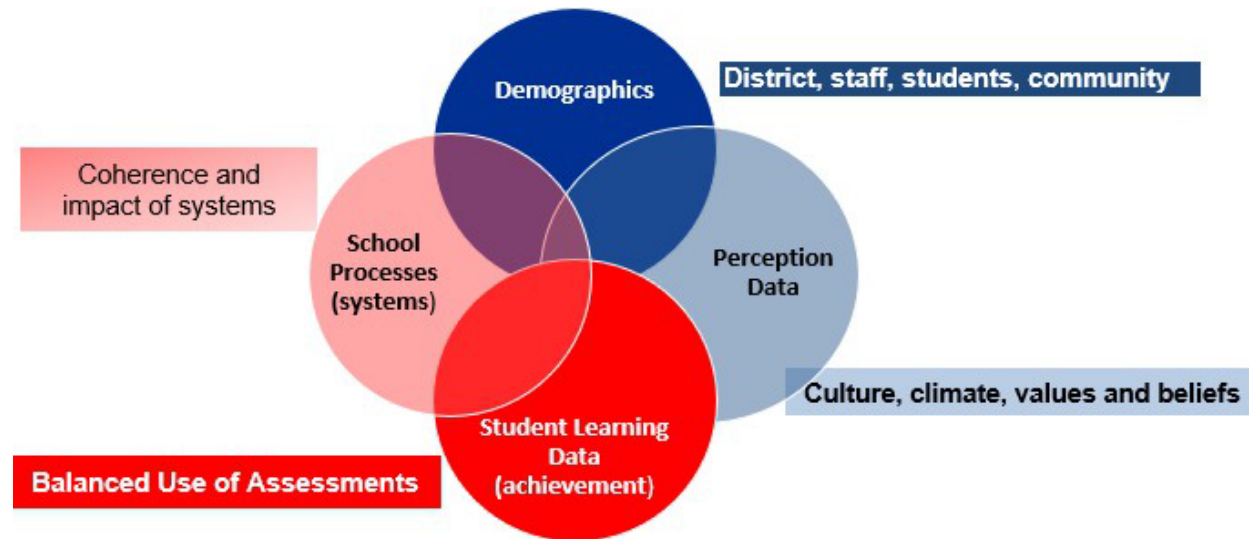 Demographics
District, staff, students, community
Coherence and
impact of systems
School
Processes
(systems)
Perception
Data
Culture, climate, values and beliefs
Student Learning
Data
(achievement)
Balanced Use of Assessments